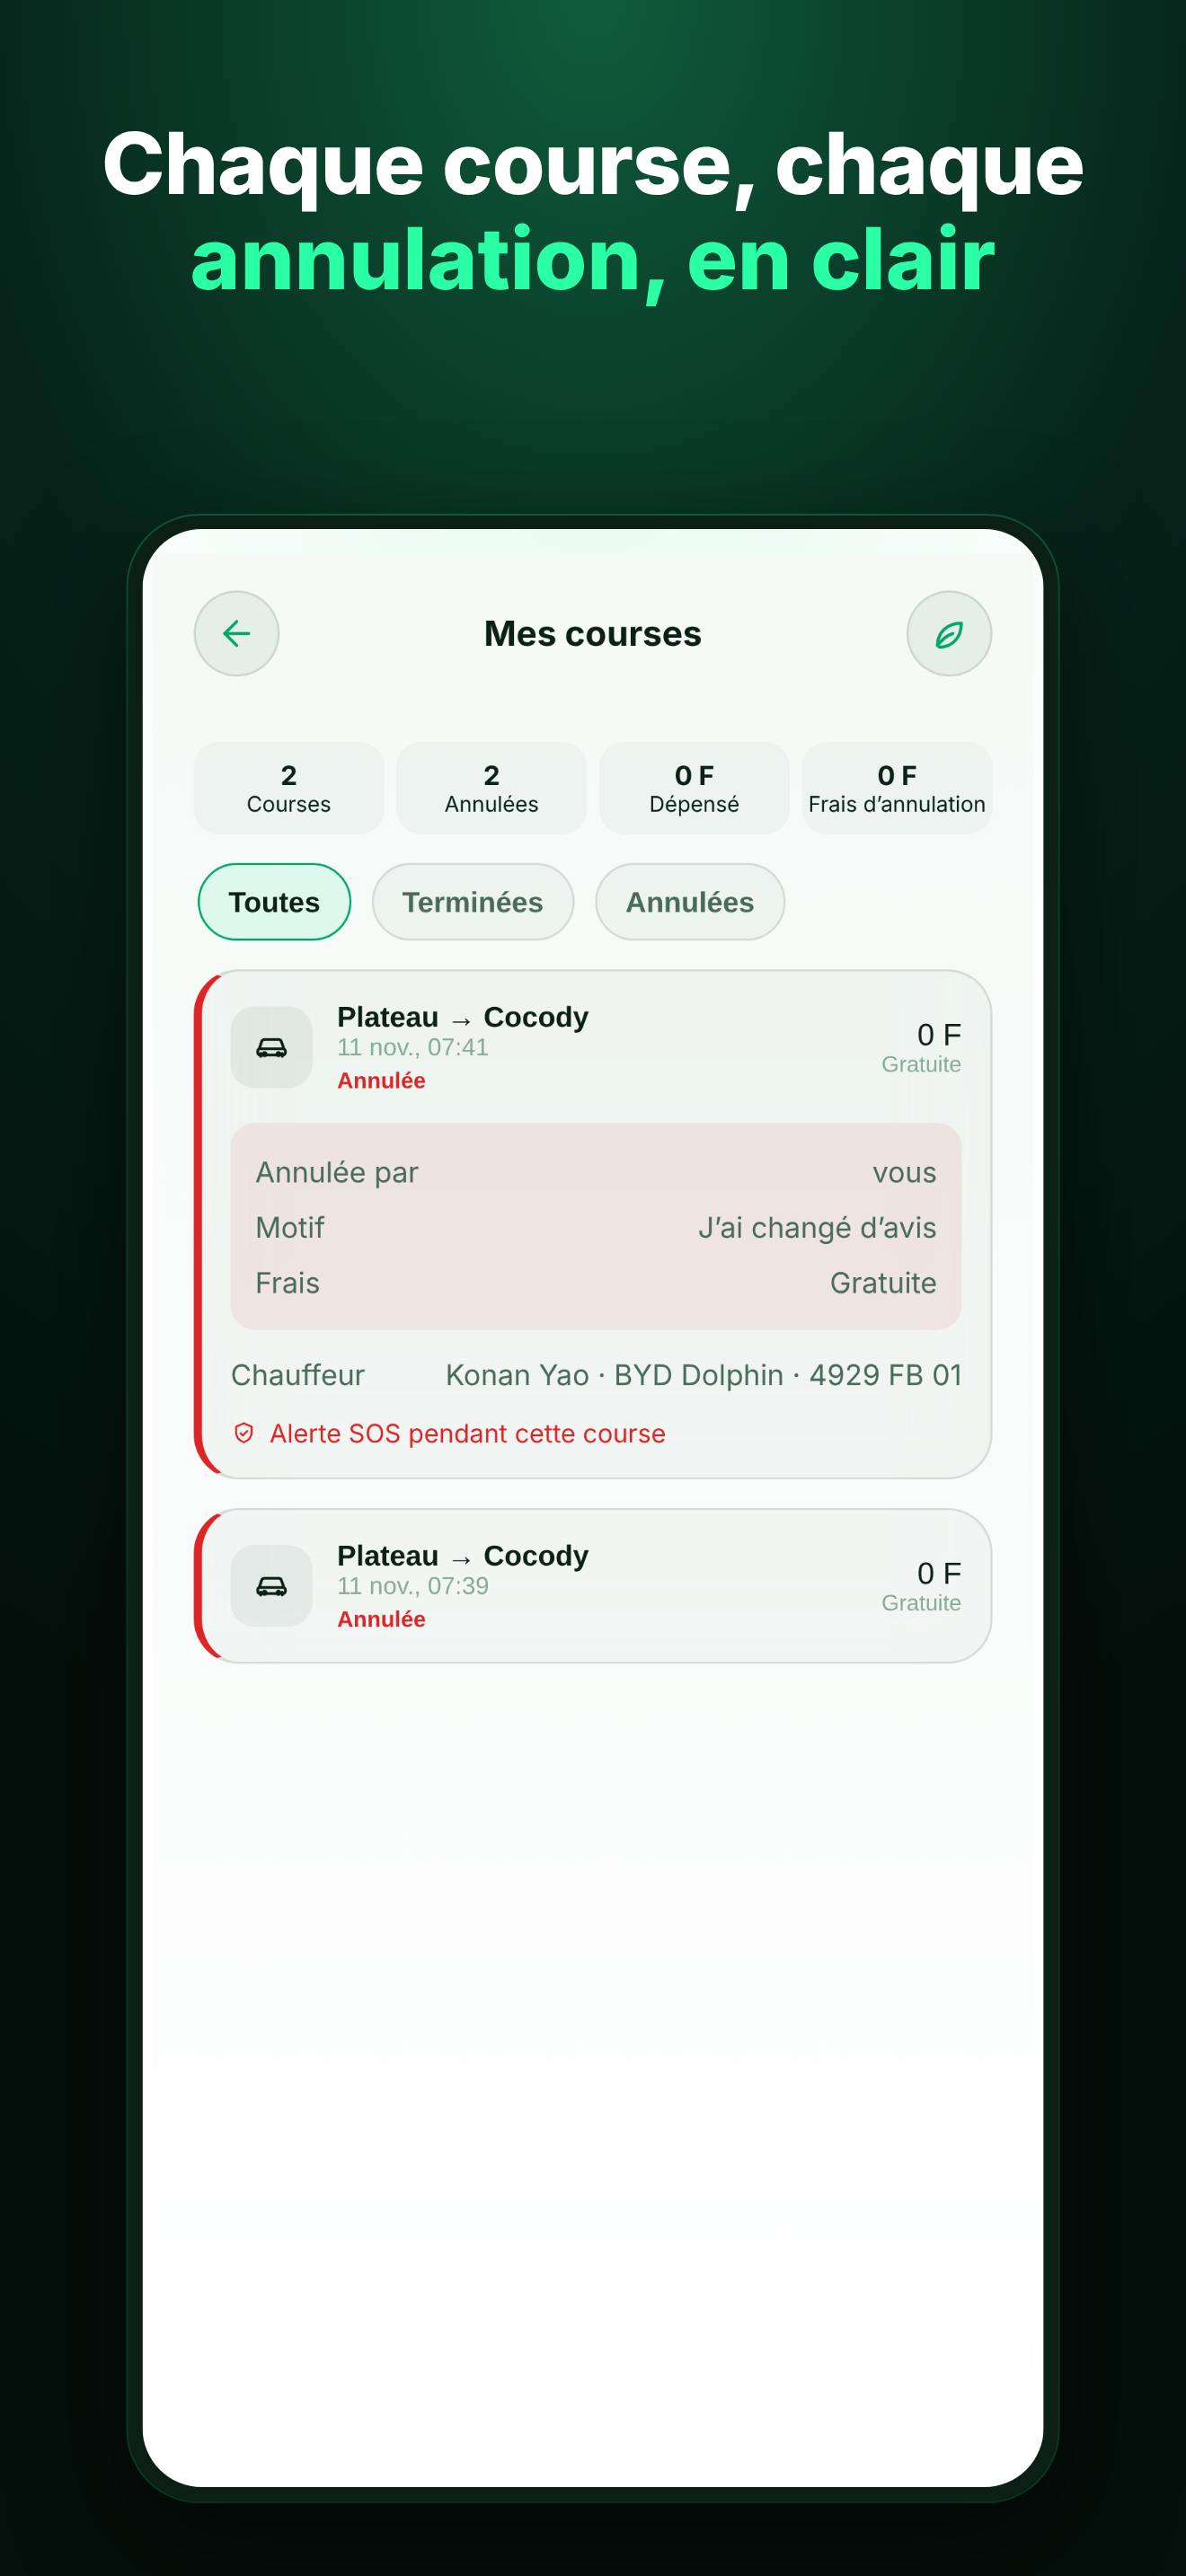 Chaque course, chaque
annulation, en clair
Mes courses
2
Courses
2
Annulées
0 F
Dépensé
0 F
Frais d’annulation
Toutes
Terminées
Annulées
Plateau → Cocody
11 nov., 07:41
Annulée
0 F
Gratuite
Annulée par vous
Motif J’ai changé d’avis
Frais Gratuite
Chauffeur Konan Yao · BYD Dolphin · 4929 FB 01
Alerte SOS pendant cette course
Plateau → Cocody
11 nov., 07:39
Annulée
0 F
Gratuite